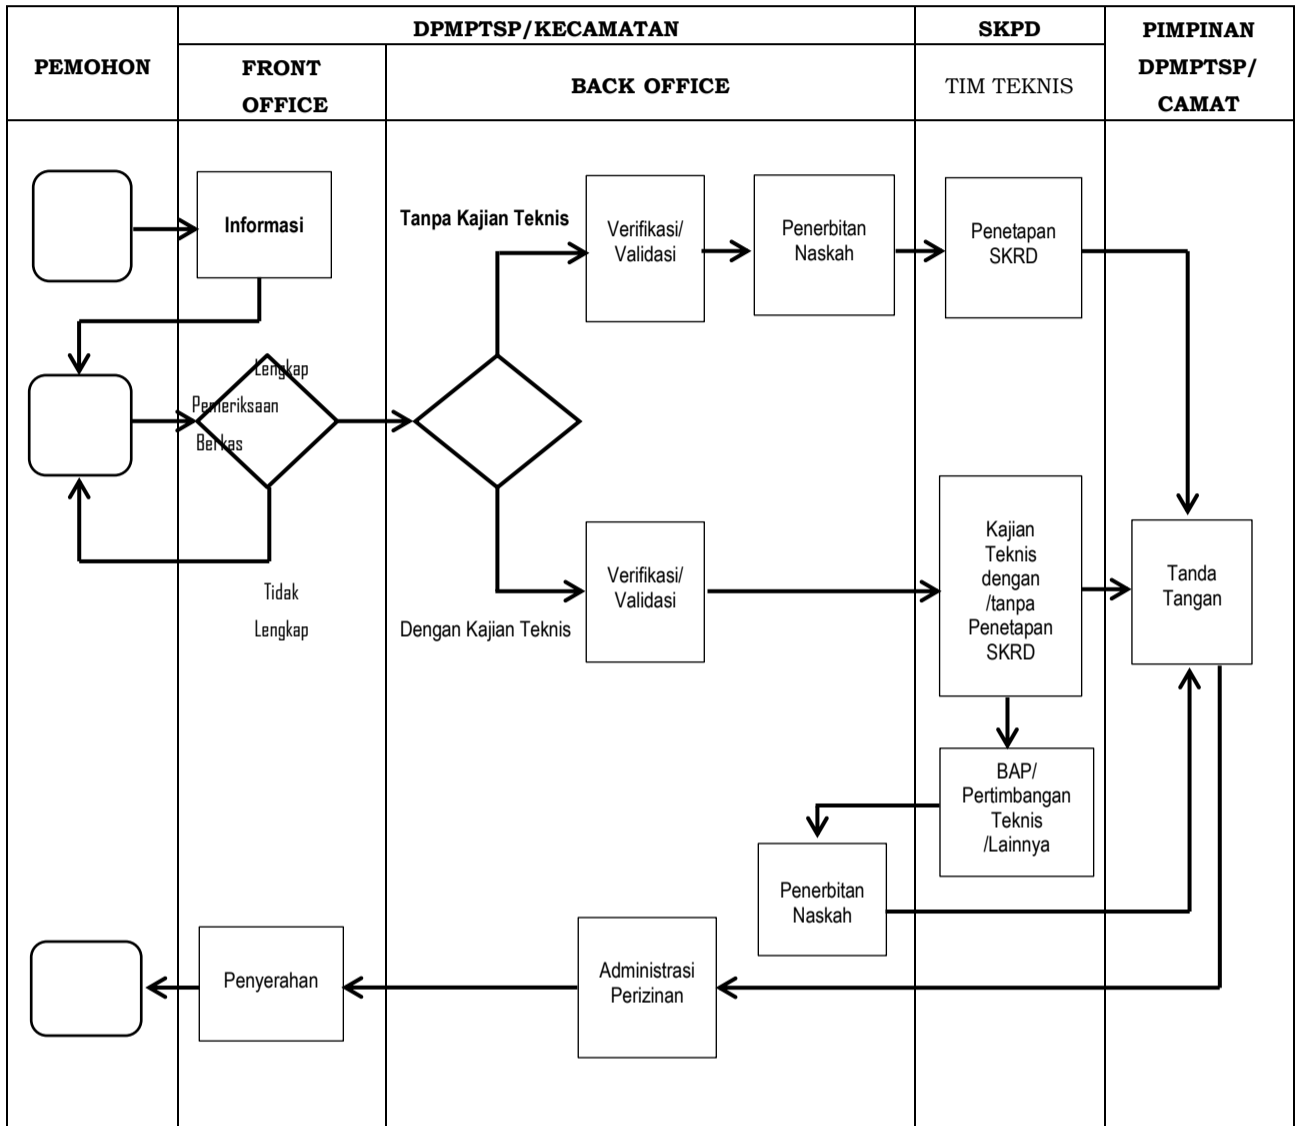 DPMPTSP/KECAMATAN
SKPD
PIMPINAN
DPMPTSP/
CAMAT
PEMOHON
FRONT
OFFICE
BACK OFFICE
TIM TEKNIS
Informasi
Tanpa Kajian Teknis
Verifikasi/
Validasi
Penerbitan
Naskah
Penetapan
SKRD
Lengkap
Pemeriksaan
Berkas
Tidak
Lengkap
Dengan Kajian Teknis
Verifikasi/
Validasi
Kajian
Teknis
dengan
/tanpa
Penetapan
SKRD
Tanda
Tangan
BAP/
Pertimbangan
Teknis
/Lainnya
Penerbitan
Naskah
Penyerahan
Administrasi
Perizinan